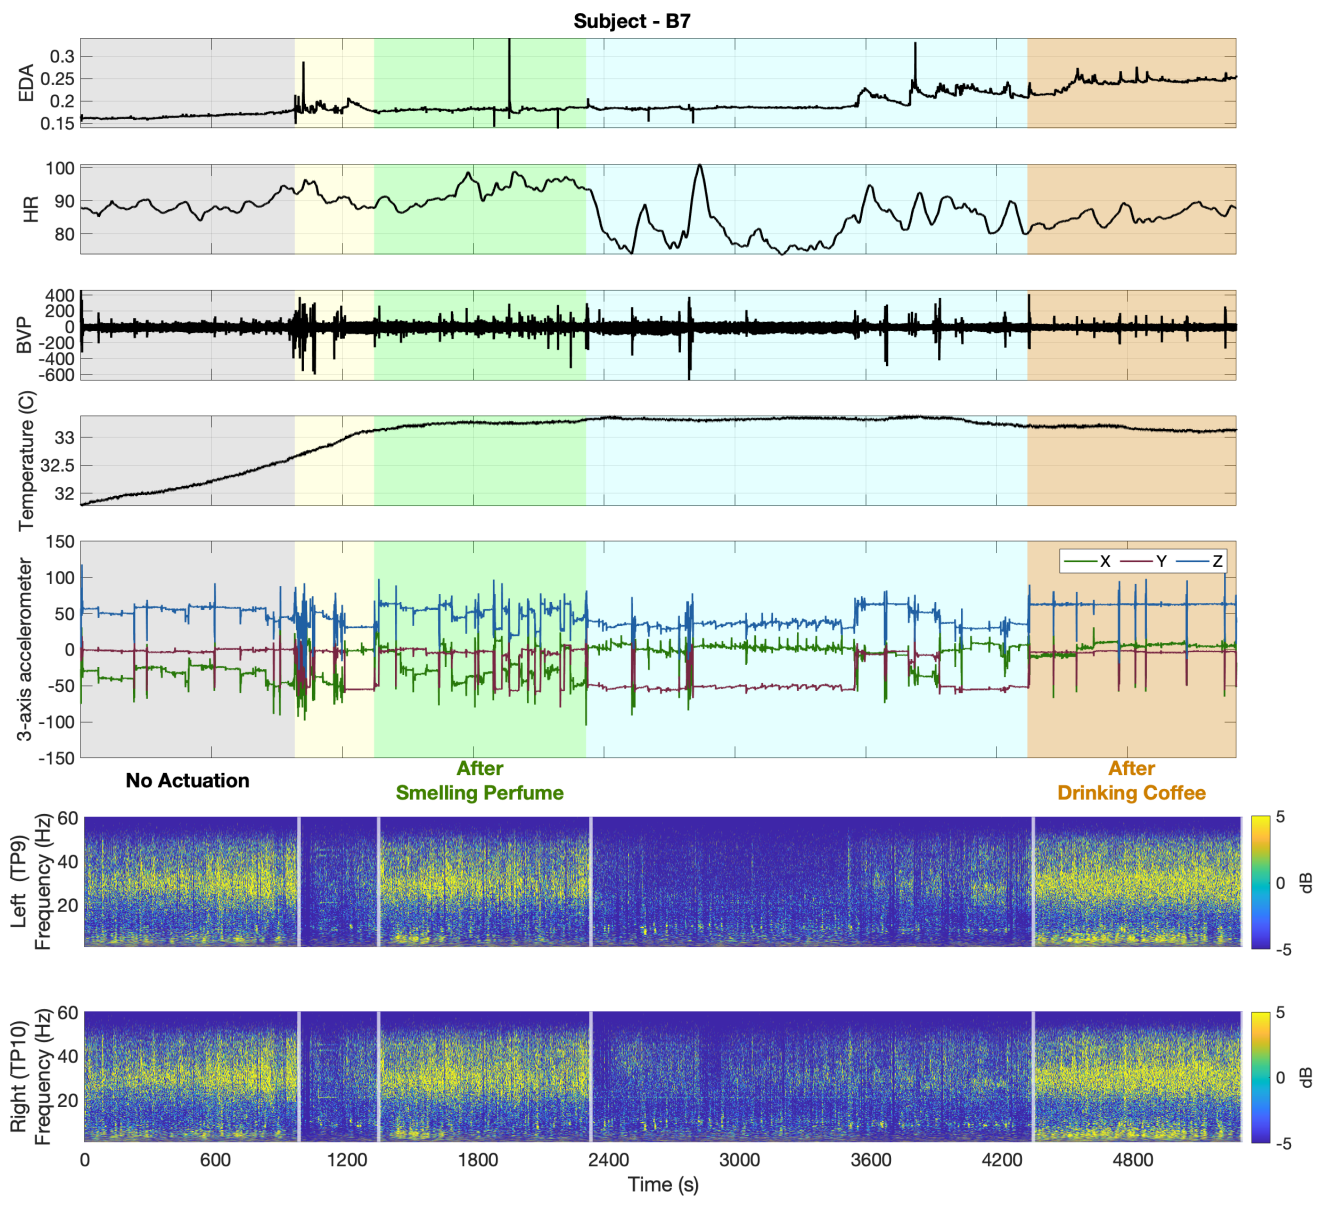 Subject - B7
EDA
0.3
0.25
0.2
0.15
HR
100
90
80
BVP
400
200
0
-200
-400
-600
Temperature (C)
33
32.5
32
3-axis accelerometer
150
100
50
0
-50
-100
-150
X Y Z
No Actuation
After
Smelling Perfume
After
Drinking Coffee
Left (TP9)
Frequency (Hz)
60
40
20
5
0
-5
dB
Right (TP10)
Frequency (Hz)
60
40
20
5
0
-5
dB
0 600 1200 1800 2400 3000 3600 4200 4800
Time (s)